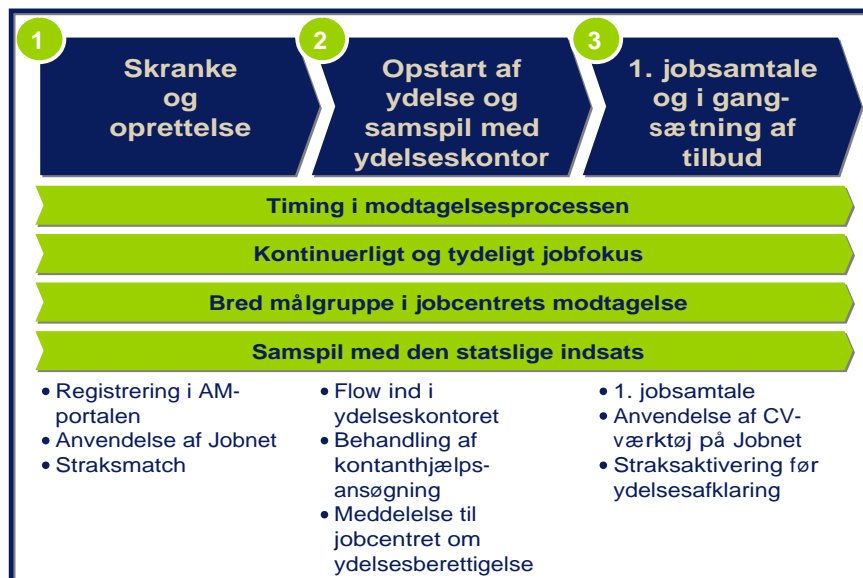 1
Skranke
og
oprettelse
2
Opstart af
ydelse og
samspil med
ydelseskontor
3
1. jobsamtale
og i gang-
sætning af
tilbud
Timing i modtagelsesprocessen
Kontinuerligt og tydeligt jobfokus
Bred målgruppe i jobcentrets modtagelse
Samspil med den statslige indsats
• Registrering i AM-
portalen
• Anvendelse af Jobnet
• Straksmatch
• Flow ind i
ydelseskontoret
• Behandling af
kontanthjælps-
ansøgning
• Meddelelse til
jobcentret om
ydelsesberettigelse
• 1. jobsamtale
• Anvendelse af CV-
værktøj på Jobnet
• Straksaktivering før
ydelsesafklaring